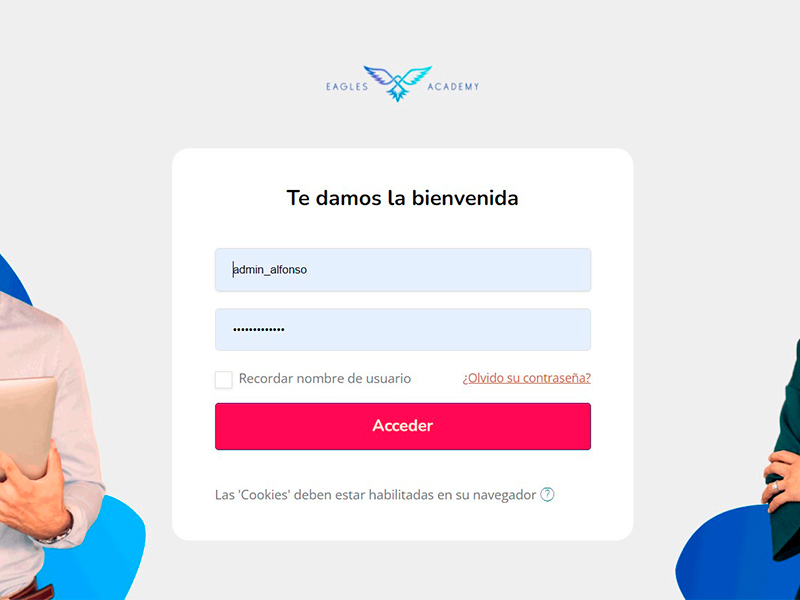 EAGLES ACADEMY
Te damos la bienvenida
admin_alfonso
•••••••••••••
Recordar nombre de usuario ¿Olvido su contraseña?
Acceder
Las 'Cookies' deben estar habilitadas en su navegador ?